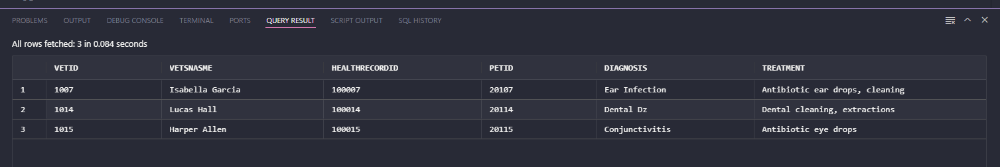 PROBLEMS OUTPUT DEBUG CONSOLE TERMINAL PORTS QUERY RESULT SCRIPT OUTPUT SQL HISTORY
All rows fetched: 3 in 0.084 seconds
VETID VETSNASME HEALTHRECORDID PETID DIAGNOSIS TREATMENT
1 1007 Isabella Garcia 100007 20107 Ear Infection Antibiotic ear drops, cleaning
2 1014 Lucas Hall 100014 20114 Dental Dz Dental cleaning, extractions
3 1015 Harper Allen 100015 20115 Conjunctivitis Antibiotic eye drops